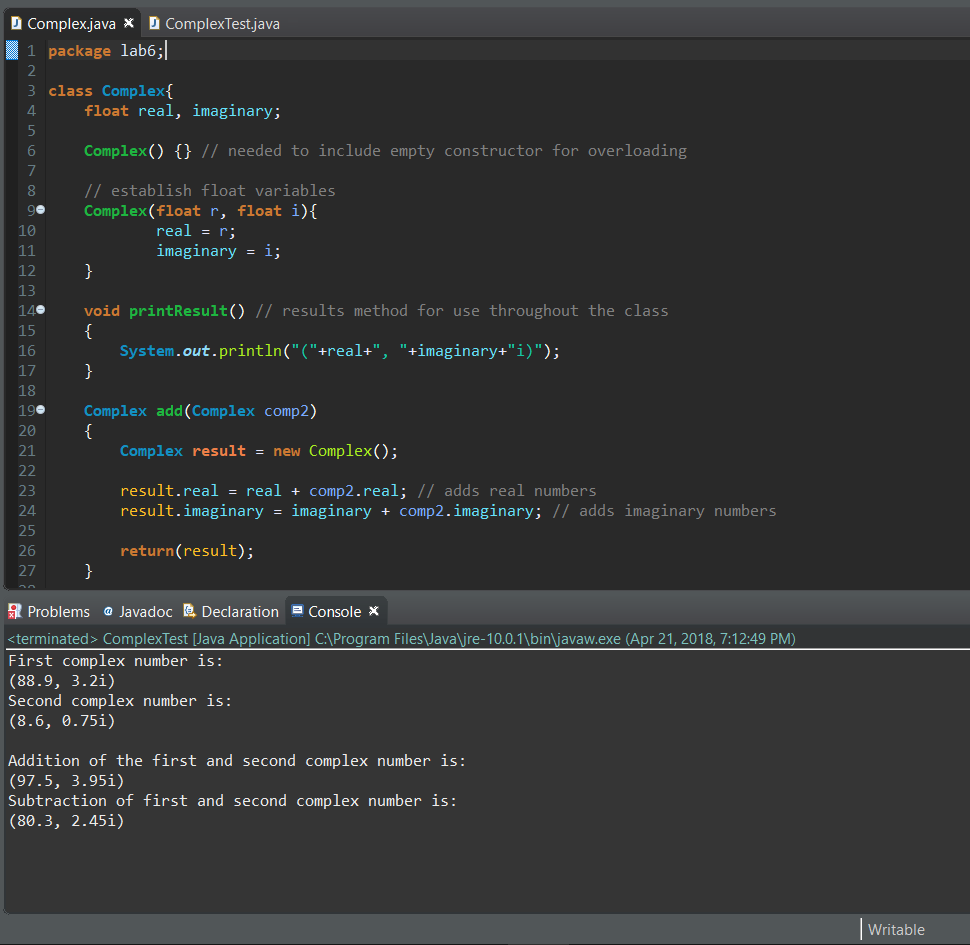 Complex.java ComplexTest.java
1 package lab6;
2
3 class Complex{
4     float real, imaginary;
5
6     Complex() {} // needed to include empty constructor for overloading
7
8     // establish float variables
9     Complex(float r, float i){
10             real = r;
11             imaginary = i;
12     }
13
14     void printResult() // results method for use throughout the class
15     {
16         System.out.println("("+real+", "+imaginary+"i)");
17     }
18
19     Complex add(Complex comp2)
20     {
21         Complex result = new Complex();
22
23         result.real = real + comp2.real; // adds real numbers
24         result.imaginary = imaginary + comp2.imaginary; // adds imaginary numbers
25
26         return(result);
27     }
Problems @ Javadoc Declaration Console
<terminated> ComplexTest [Java Application] C:\Program Files\Java\jre-10.0.1\bin\javaw.exe (Apr 21, 2018, 7:12:49 PM)
First complex number is:
(88.9, 3.2i)
Second complex number is:
(8.6, 0.75i)

Addition of the first and second complex number is:
(97.5, 3.95i)
Subtraction of first and second complex number is:
(80.3, 2.45i)
Writable